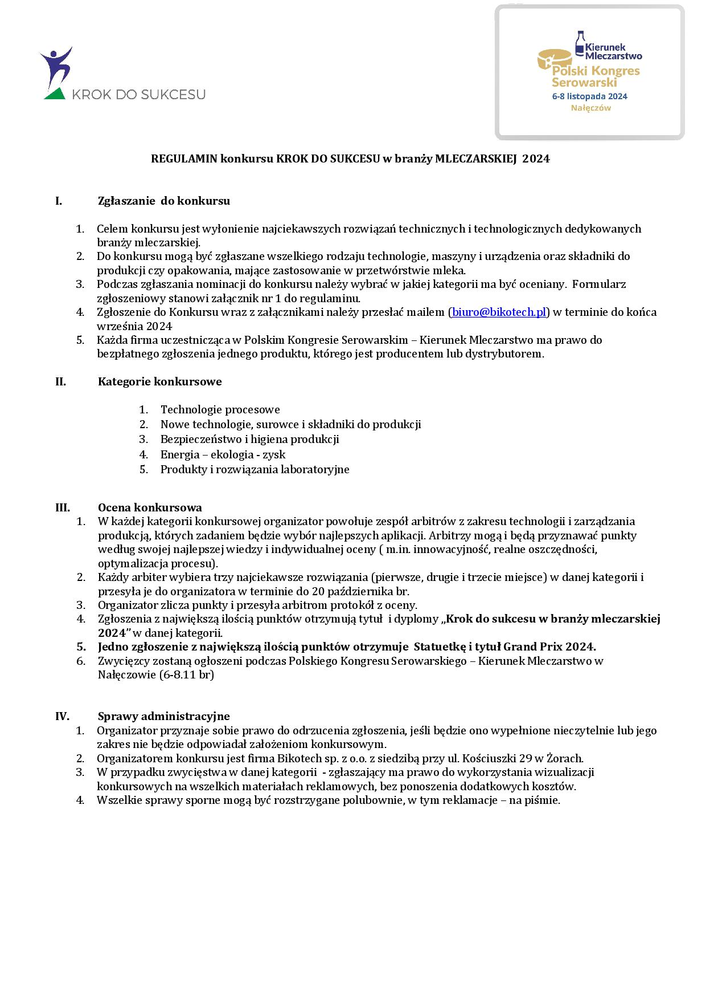 KROK DO SUKCESU
Kierunek
Mleczarstwo
Polski Kongres
Serowarski
6-8 listopada 2024
Nałęczów
REGULAMIN konkursu KROK DO SUKCESU w branży MLECZARSKIEJ 2024
I. Zgłaszanie do konkursu
1. Celem konkursu jest wyłonienie najciekawszych rozwiązań technicznych i technologicznych dedykowanych
branży mleczarskiej.
2. Do konkursu mogą być zgłaszane wszelkiego rodzaju technologie, maszyny i urządzenia oraz składniki do
produkcji czy opakowania, mające zastosowanie w przetwórstwie mleka.
3. Podczas zgłaszania nominacji do konkursu należy wybrać w jakiej kategorii ma być oceniany. Formularz
zgłoszeniowy stanowi załącznik nr 1 do regulaminu.
4. Zgłoszenie do Konkursu wraz z załącznikami należy przesłać mailem (biuro@bikotech.pl) w terminie do końca
września 2024
5. Każda firma uczestnicząca w Polskim Kongresie Serowarskim – Kierunek Mleczarstwo ma prawo do
bezpłatnego zgłoszenia jednego produktu, którego jest producentem lub dystrybutorem.
II. Kategorie konkursowe
1. Technologie procesowe
2. Nowe technologie, surowce i składniki do produkcji
3. Bezpieczeństwo i higiena produkcji
4. Energia – ekologia - zysk
5. Produkty i rozwiązania laboratoryjne
III. Ocena konkursowa
1. W każdej kategorii konkursowej organizator powołuje zespół arbitrów z zakresu technologii i zarządzania
produkcją, których zadaniem będzie wybór najlepszych aplikacji. Arbitrzy mogą i będą przyznawać punkty
według swojej najlepszej wiedzy i indywidualnej oceny ( m.in. innowacyjność, realne oszczędności,
optymalizacja procesu).
2. Każdy arbiter wybiera trzy najciekawsze rozwiązania (pierwsze, drugie i trzecie miejsce) w danej kategorii i
przesyła je do organizatora w terminie do 20 października br.
3. Organizator zlicza punkty i przesyła arbitrom protokół z oceny.
4. Zgłoszenia z największą ilością punktów otrzymują tytuł i dyplomy „Krok do sukcesu w branży mleczarskiej
2024” w danej kategorii.
5. Jedno zgłoszenie z największą ilością punktów otrzymuje Statuetkę i tytuł Grand Prix 2024.
6. Zwycięzcy zostaną ogłoszeni podczas Polskiego Kongresu Serowarskiego – Kierunek Mleczarstwo w
Nałęczowie (6-8.11 br)
IV. Sprawy administracyjne
1. Organizator przyznaje sobie prawo do odrzucenia zgłoszenia, jeśli będzie ono wypełnione nieczytelnie lub jego
zakres nie będzie odpowiadał założeniom konkursowym.
2. Organizatorem konkursu jest firma Bikotech sp. z o.o. z siedzibą przy ul. Kościuszki 29 w Żorach.
3. W przypadku zwycięstwa w danej kategorii - zgłaszający ma prawo do wykorzystania wizualizacji
konkursowych na wszelkich materiałach reklamowych, bez ponoszenia dodatkowych kosztów.
4. Wszelkie sprawy sporne mogą być rozstrzygane polubownie, w tym reklamacje – na piśmie.